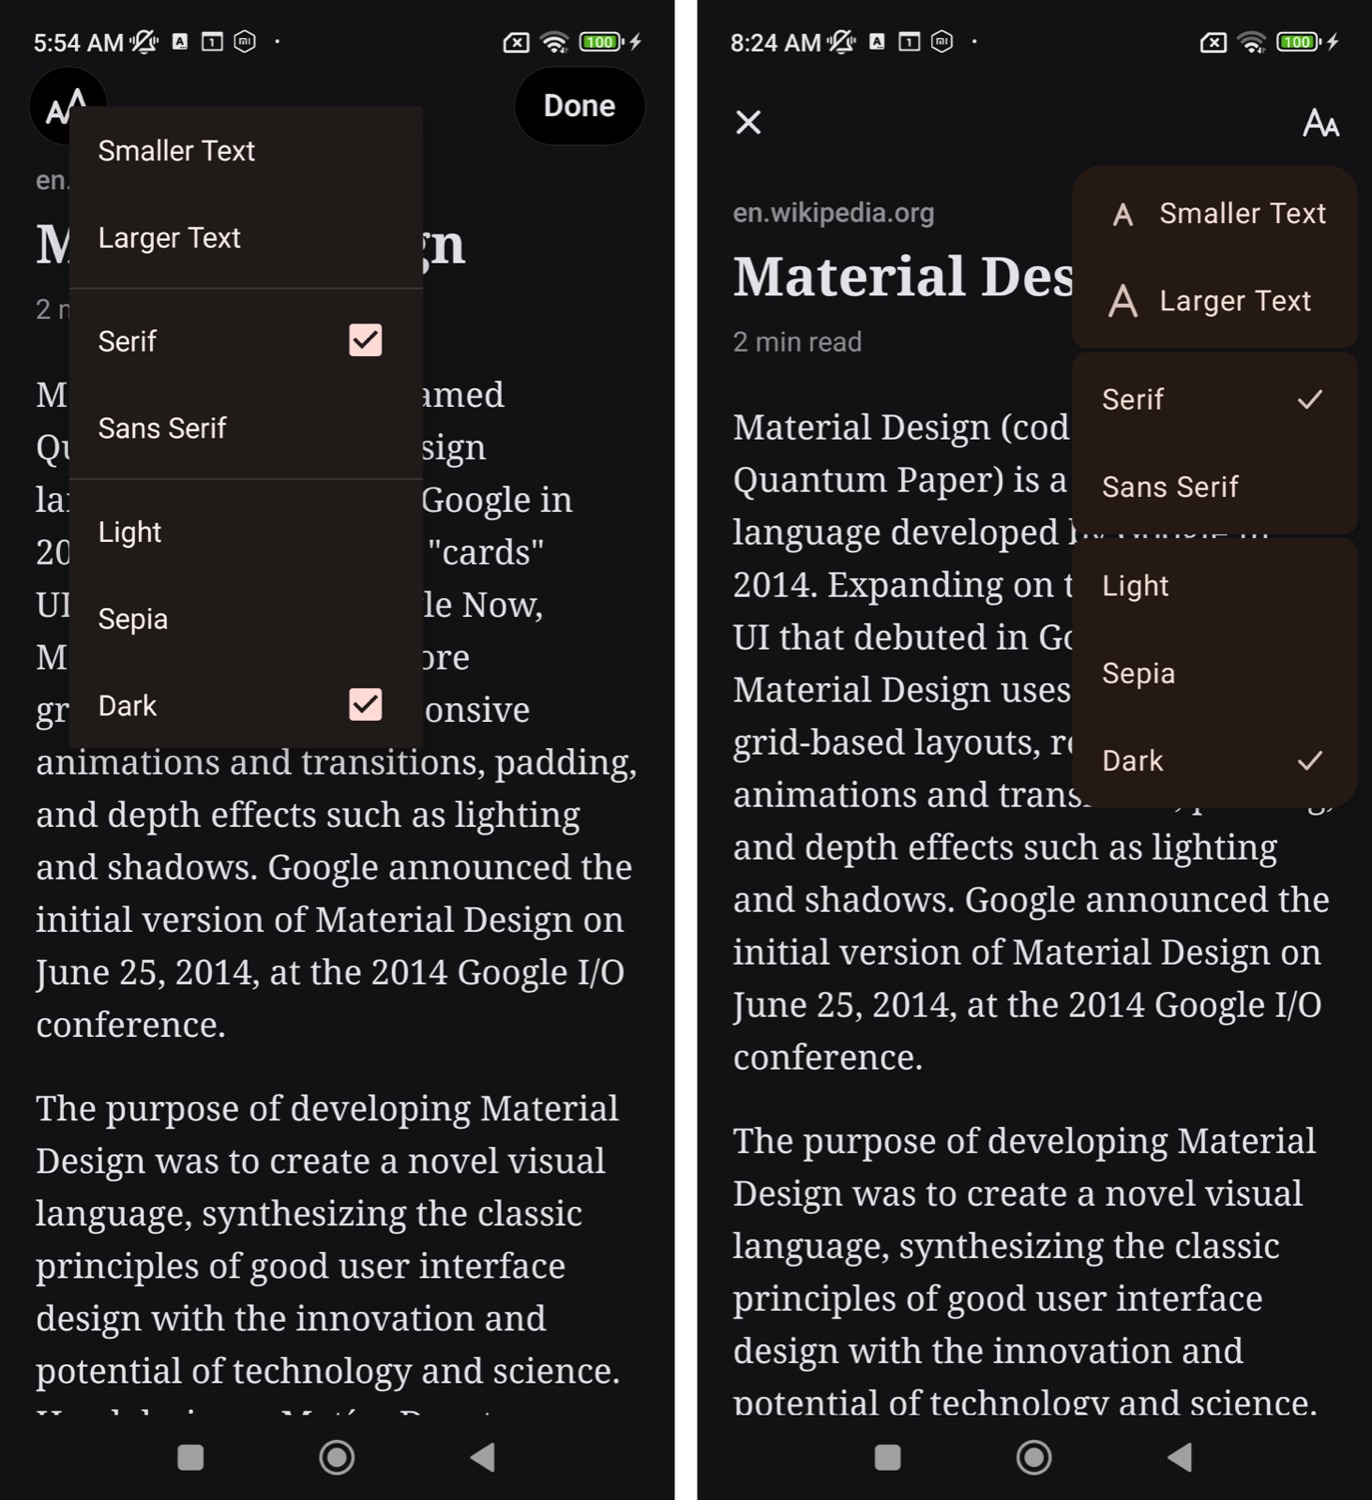 5:54 AM
100
Done
Smaller Text
en.
Larger Text
Serif
Sans Serif
amed
sign
Google in
Light
"cards"
Sepia
Now,
Dark
animations and transitions, padding,
and depth effects such as lighting
and shadows. Google announced the
initial version of Material Design on
June 25, 2014, at the 2014 Google I/O
conference.
The purpose of developing Material
Design was to create a novel visual
language, synthesizing the classic
principles of good user interface
design with the innovation and
potential of technology and science.
8:24 AM
100
AA
en.wikipedia.org
Material Des
2 min read
A Smaller Text
A Larger Text
Serif
Sans Serif
Light
Sepia
Dark
Material Design (cod
Quantum Paper) is a
language developed
2014. Expanding on t
UI that debuted in Go
Material Design uses
grid-based layouts, re
animations and trans
and depth effects such as lighting
and shadows. Google announced the
initial version of Material Design on
June 25, 2014, at the 2014 Google I/O
conference.
The purpose of developing Material
Design was to create a novel visual
language, synthesizing the classic
principles of good user interface
design with the innovation and
potential of technology and science.